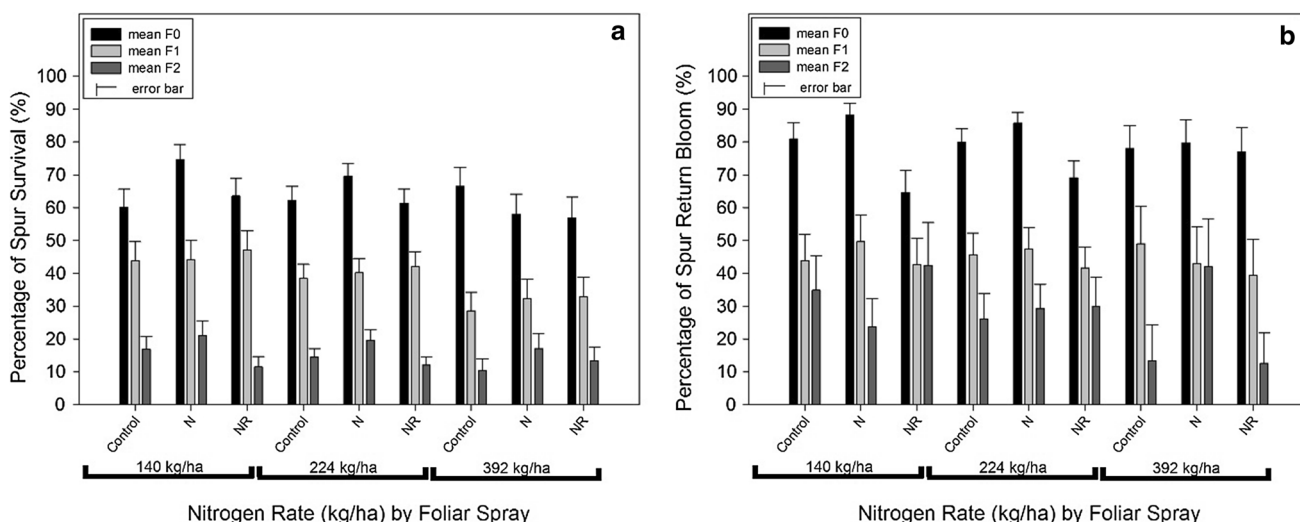 a
mean F0
mean F1
mean F2
error bar
Percentage of Spur Survival (%)
100
90
80
70
60
50
40
30
20
10
0
Control
N
NR
Control
N
NR
Control
N
NR
140 kg/ha
224 kg/ha
392 kg/ha
Nitrogen Rate (kg/ha) by Foliar Spray
b
mean F0
mean F1
mean F2
error bar
Percentage of Spur Return Bloom (%)
100
90
80
70
60
50
40
30
20
10
0
Control
N
NR
Control
N
NR
Control
N
NR
140 kg/ha
224 kg/ha
392 kg/ha
Nitrogen Rate (kg/ha) by Foliar Spray